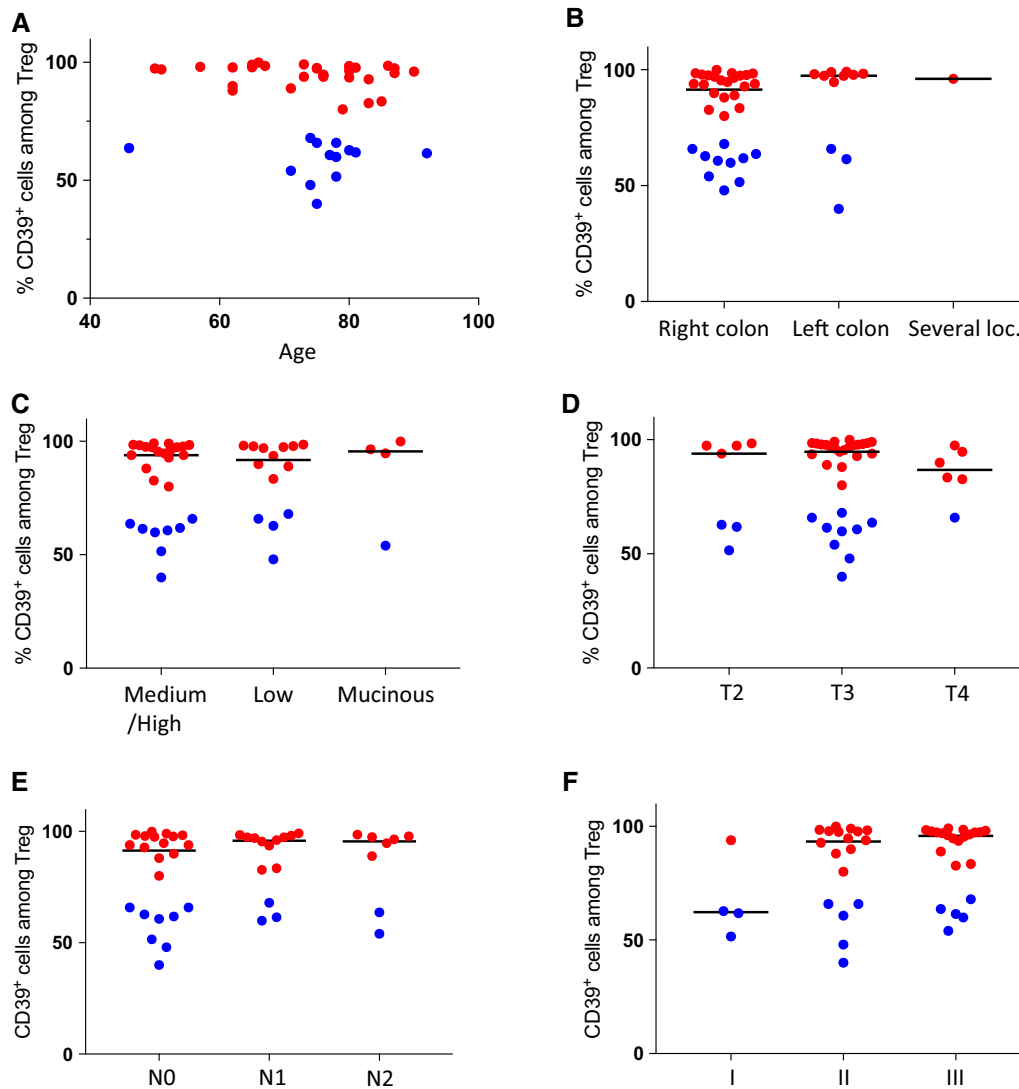 A
% CD39⁺ cells among Treg
100
50
0
40
60
80
100
Age
B
% CD39⁺ cells among Treg
100
50
0
Right colon
Left colon
Several loc.
C
% CD39⁺ cells among Treg
100
50
0
Medium
/High
Low
Mucinous
D
% CD39⁺ cells among Treg
100
50
0
T2
T3
T4
E
CD39⁺ cells among Treg
100
50
0
N0
N1
N2
F
CD39⁺ cells among Treg
100
50
0
I
II
III